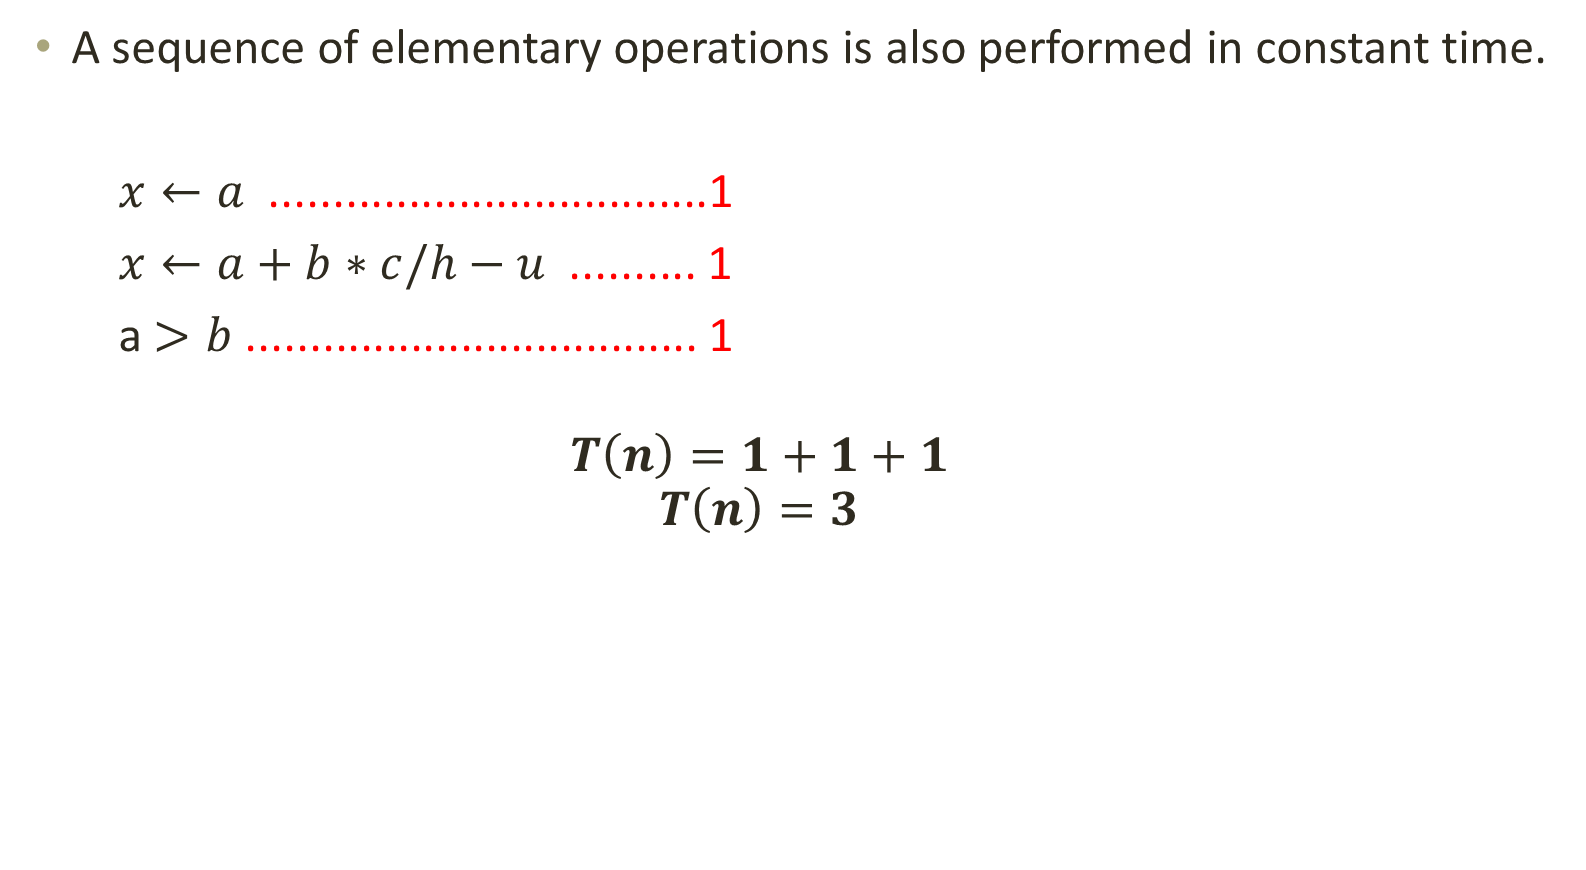 • A sequence of elementary operations is also performed in constant time.
x ← a ...................................1
x ← a + b ∗ c/h − u .......... 1
a > b .................................... 1
T(n) = 1 + 1 + 1
T(n) = 3